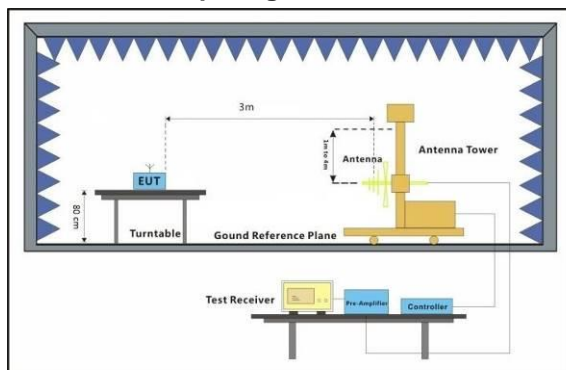 3m
1m to 4m
Antenna
Antenna Tower
EUT
80 cm
Turntable
Gound Reference Plane
Test Receiver
Pre-Amplifier
Controller